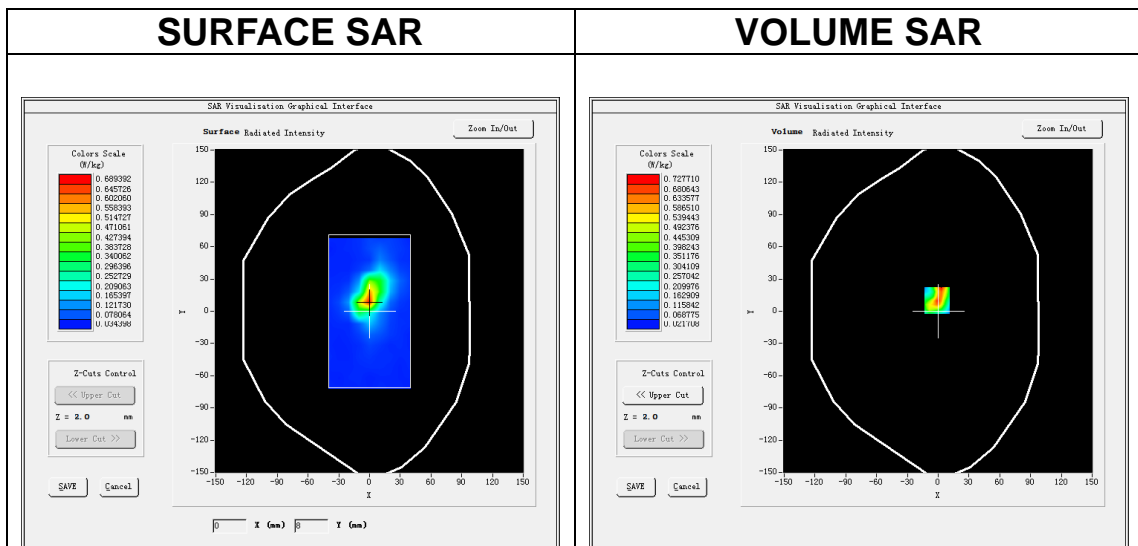 SURFACE SAR
VOLUME SAR
SAR Visualisation Graphical Interface
Surface Radiated Intensity
Zoom In/Out
Colors Scale
(W/kg)
0.689392
0.645726
0.602060
0.558393
0.514727
0.471061
0.427394
0.383728
0.340062
0.296396
0.252729
0.209063
0.165397
0.121730
0.078064
0.034398
150
120
90
60
30
0
-30
-60
-90
-120
-150
Y
-150 -120 -90 -60 -30 0 30 60 90 120 150
X
Z-Cuts Control
<< Upper Cut
Z = 2.0 mm
Lower Cut >>
SAVE Cancel
0 X (mm) 8 Y (mm)
SAR Visualisation Graphical Interface
Volume Radiated Intensity
Zoom In/Out
Colors Scale
(W/kg)
0.727710
0.680643
0.633577
0.586510
0.539443
0.492376
0.445309
0.398243
0.351176
0.304109
0.257042
0.209976
0.162909
0.115842
0.068775
0.021708
150
120
90
60
30
0
-30
-60
-90
-120
-150
Y
-150 -120 -90 -60 -30 0 30 60 90 120 150
X
Z-Cuts Control
<< Upper Cut
Z = 2.0 mm
Lower Cut >>
SAVE Cancel